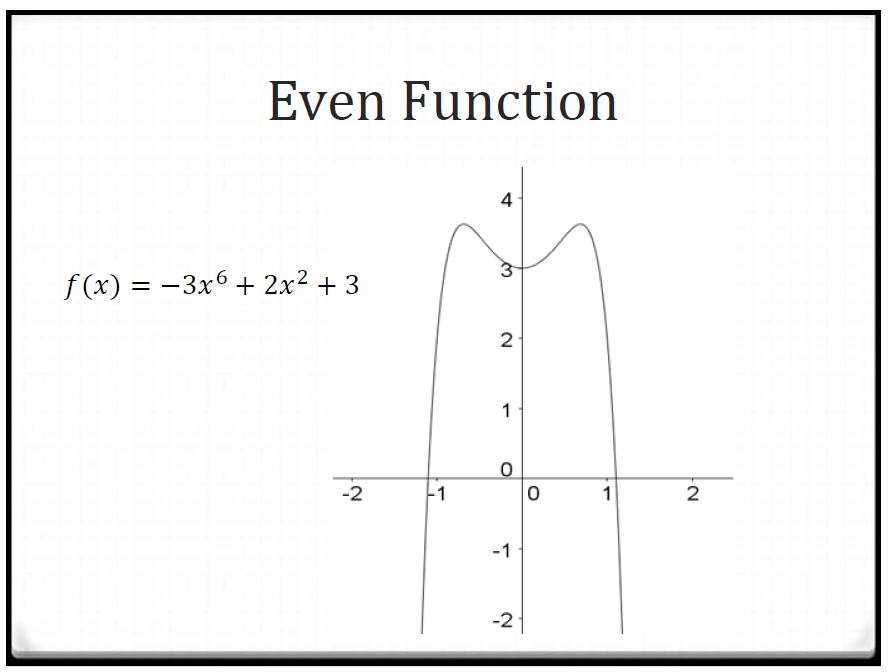 Even Function
f(x) = −3x⁶ + 2x² + 3
4
3
2
1
0
-2 -1 0 1 2
-1
-2